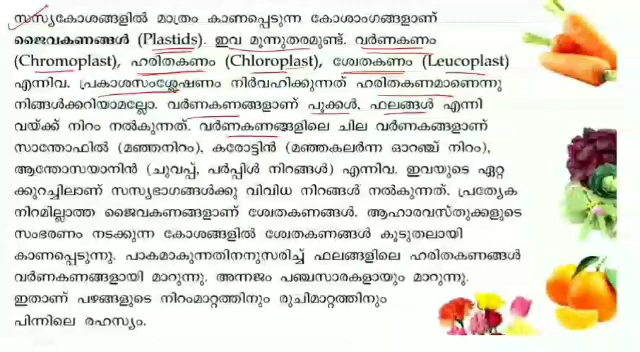 സസ്യകോശങ്ങളിൽ മാത്രം കാണപ്പെടുന്ന കോശാംഗങ്ങളാണ്
ജൈവകണങ്ങൾ (Plastids). ഇവ മൂന്നുതരമുണ്ട്. വർണകണം
(Chromoplast), ഹരിതകണം (Chloroplast), ശ്വേതകണം (Leucoplast)
എന്നിവ. പ്രകാശസംശ്ലേഷണം നിർവഹിക്കുന്നത് ഹരിതകണമാണെന്നു
നിങ്ങൾക്കറിയാമല്ലോ. വർണകണങ്ങളാണ് പൂക്കൾ, ഫലങ്ങൾ എന്നി
വയ്ക്ക് നിറം നൽകുന്നത്. വർണകണങ്ങളിലെ ചില വർണകങ്ങളാണ്
സാന്തോഫിൽ (മഞ്ഞനിറം), കരോട്ടിൻ (മഞ്ഞകലർന്ന ഓറഞ്ച് നിറം),
ആന്തോസയാനിൻ (ചുവപ്പ്, പർപ്പിൾ നിറങ്ങൾ) എന്നിവ. ഇവയുടെ ഏറ്റ
ക്കുറച്ചിലാണ് സസ്യഭാഗങ്ങൾക്കു വിവിധ നിറങ്ങൾ നൽകുന്നത്. പ്രത്യേക
നിറമില്ലാത്ത ജൈവകണങ്ങളാണ് ശ്വേതകണങ്ങൾ. ആഹാരവസ്തുക്കളുടെ
സംഭരണം നടക്കുന്ന കോശങ്ങളിൽ ശ്വേതകണങ്ങൾ കൂടുതലായി
കാണപ്പെടുന്നു. പാകമാകുന്നതിനനുസരിച്ച് ഫലങ്ങളിലെ ഹരിതകണങ്ങൾ
വർണകണങ്ങളായി മാറുന്നു. അന്നജം പഞ്ചസാരകളായും മാറുന്നു.
ഇതാണ് പഴങ്ങളുടെ നിറംമാറ്റത്തിനും രുചിമാറ്റത്തിനും
പിന്നിലെ രഹസ്യം.